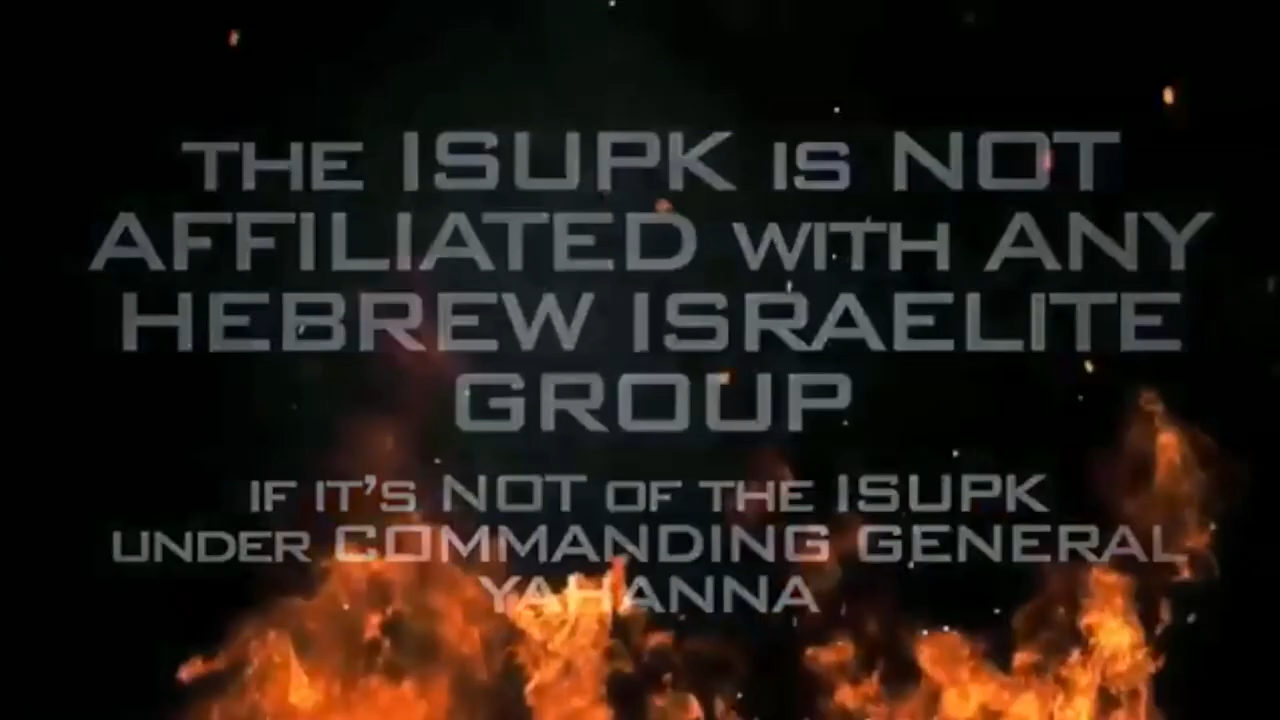 THE ISUPK IS NOT
AFFILIATED WITH ANY
HEBREW ISRAELITE
GROUP
IF IT'S NOT OF THE ISUPK
UNDER COMMANDING GENERAL
YAHANNA